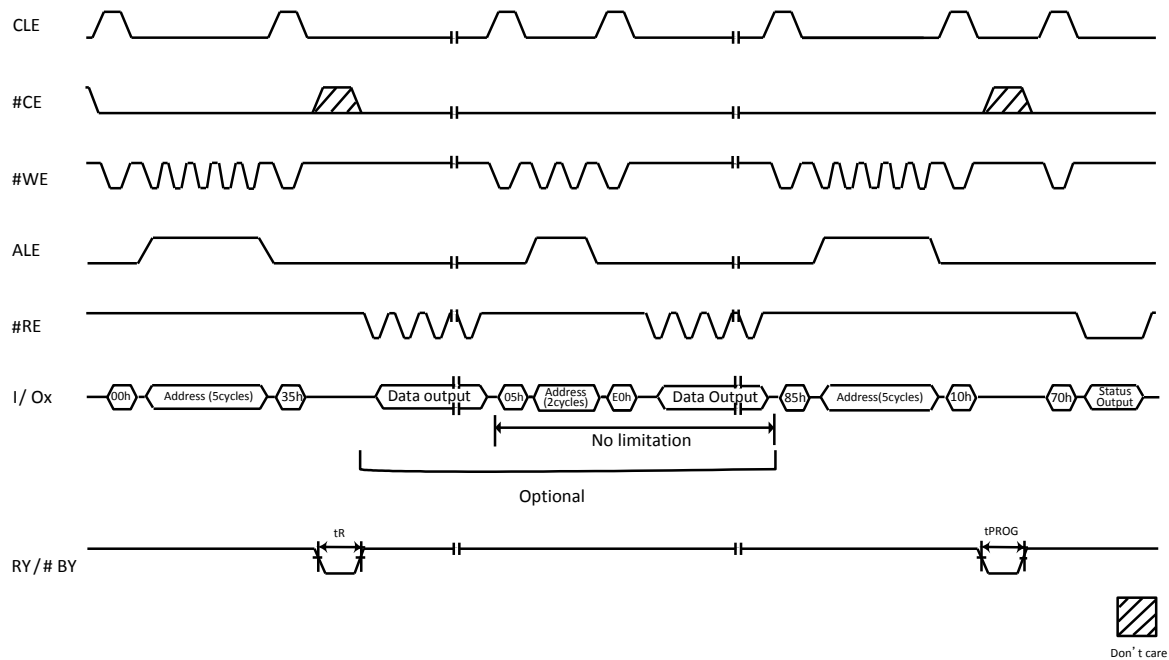 CLE
#CE
#WE
ALE
#RE
I/Ox
00h
Address (5cycles)
35h
Data output
05h
Address
(2cycles)
E0h
Data Output
85h
Address(5cycles)
10h
70h
Status
Output
No limitation
Optional
tR
tPROG
RY/# BY
Don't care